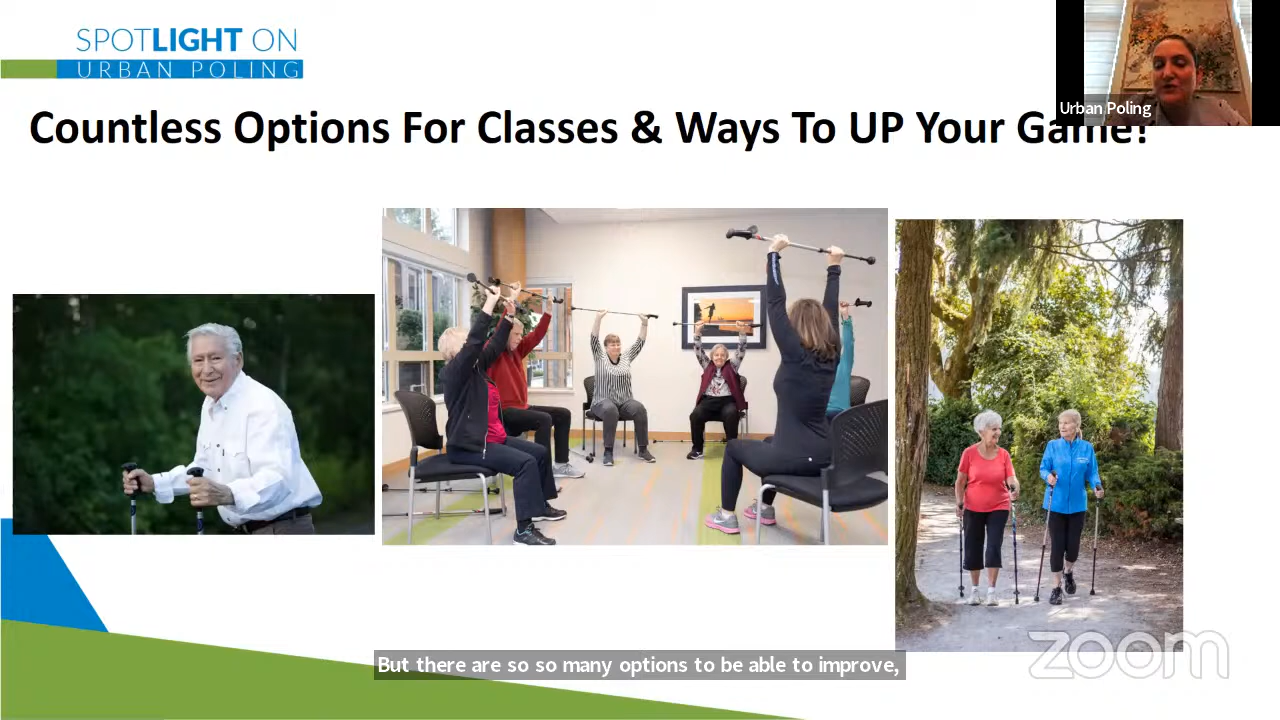 SPOTLIGHT ON
URBAN POLING
Urban Poling
Countless Options For Classes & Ways To UP Your Game!
But there are so so many options to be able to improve,
zoom